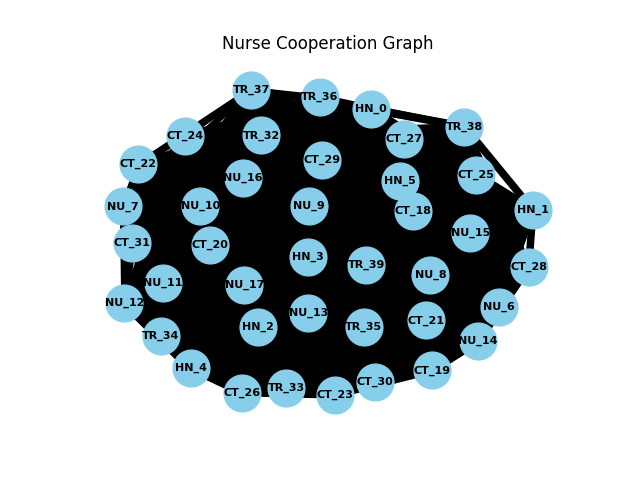 Nurse Cooperation Graph
TR_37
TR_36
HN_0
TR_38
CT_24
TR_32
CT_27
CT_22
CT_29
NU_16
HN_5
CT_25
NU_7
NU_10
NU_9
CT_18
HN_1
CT_31
CT_20
NU_15
HN_3
TR_39
CT_28
NU_11
NU_17
NU_8
NU_12
NU_6
NU_13
CT_21
HN_2
TR_35
TR_34
NU_14
HN_4
CT_19
CT_30
TR_33
CT_26
CT_23